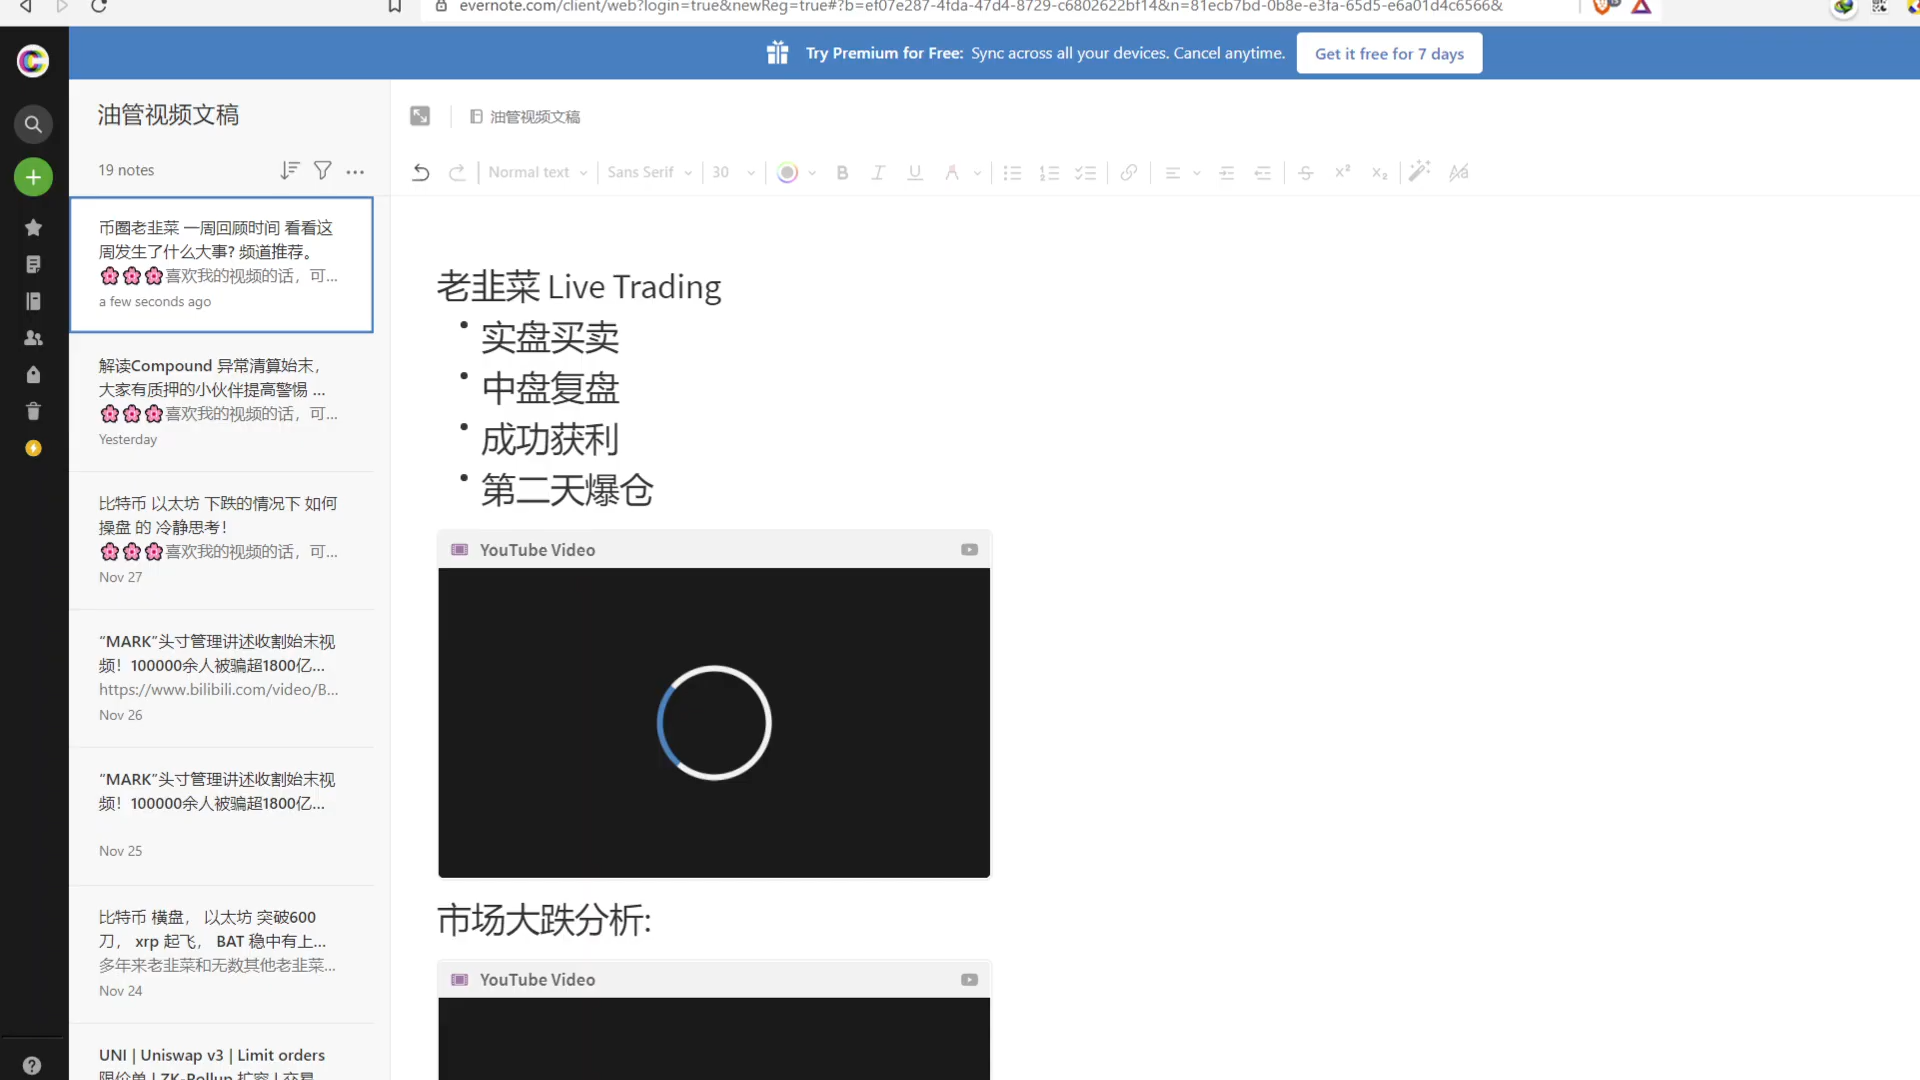 evernote.com/client/web?login=true&newReg=true#?b=ef07e287-4fda-47d4-8729-c6802622bf14&n=81ecb7bd-0b8e-e3fa-65d5-e6a01d4c6566&
Try Premium for Free: Sync across all your devices. Cancel anytime.
Get it free for 7 days
油管视频文稿
19 notes
币圈老韭菜 一周回顾时间 看看这
周发生了什么大事? 频道推荐。
🌸🌸🌸喜欢我的视频的话，可...
a few seconds ago
解读Compound 异常清算始末，
大家有质押的小伙伴提高警惕 ...
🌸🌸🌸喜欢我的视频的话，可...
Yesterday
比特币 以太坊 下跌的情况下 如何
操盘 的 冷静思考！
🌸🌸🌸喜欢我的视频的话，可...
Nov 27
“MARK”头寸管理讲述收割始末视
频！100000余人被骗超1800亿...
https://www.bilibili.com/video/B...
Nov 26
“MARK”头寸管理讲述收割始末视
频！100000余人被骗超1800亿...
Nov 25
比特币 横盘， 以太坊 突破600
刀， xrp 起飞， BAT 稳中有上...
多年来老韭菜和无数其他老韭菜...
Nov 24
UNI | Uniswap v3 | Limit orders
限价单 | ZK-Rollup 扩容 | 交易
油管视频文稿
Normal text
Sans Serif
30
老韭菜 Live Trading
• 实盘买卖
• 中盘复盘
• 成功获利
• 第二天爆仓
YouTube Video
市场大跌分析:
YouTube Video